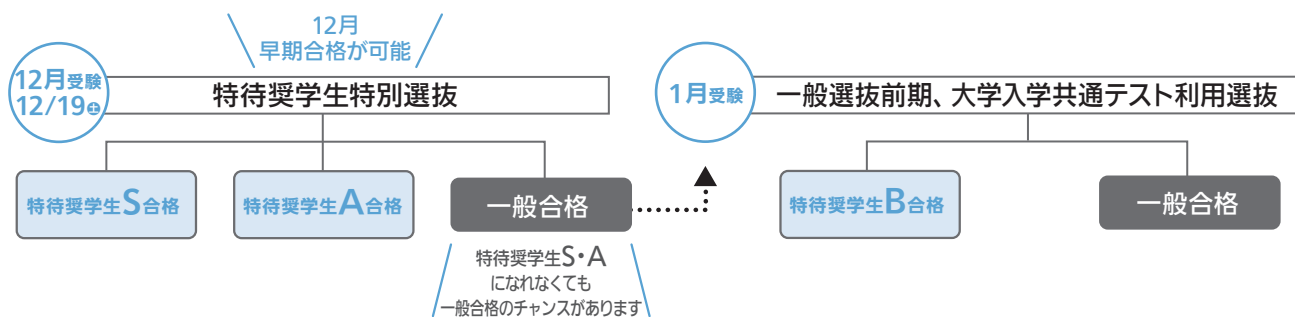 12月
早期合格が可能
12月受験
12/19㊏
特待奨学生特別選抜
特待奨学生S合格
特待奨学生A合格
一般合格
特待奨学生S・A
になれなくても
一般合格のチャンスがあります
1月受験
一般選抜前期、大学入学共通テスト利用選抜
特待奨学生B合格
一般合格